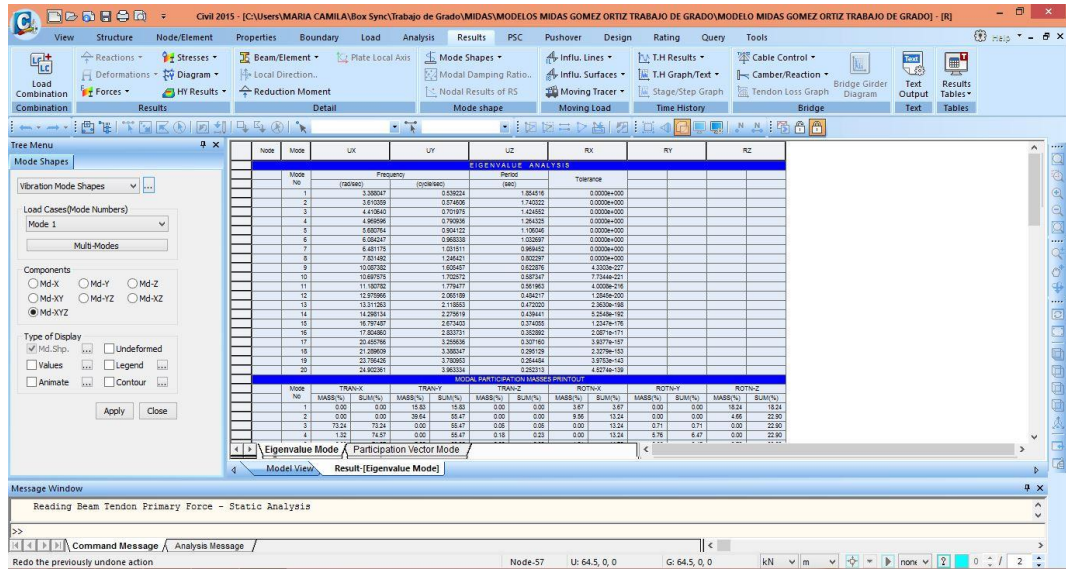 Civil 2015 - [C:\Users\MARIA CAMILA\Box Sync\Trabajo de Grado\MIDAS\MODELOS MIDAS GOMEZ ORTIZ TRABAJO DE GRADO\MODELO MIDAS GOMEZ ORTIZ TRABAJO DE GRADO] - [R]
View Structure Node/Element Properties Boundary Load Analysis Results PSC Pushover Design Rating Query Tools Help
Load Combination
Reactions Stresses
Deformations Diagram
Forces HY Results
Beam/Element Plate Local Axis
Local Direction..
Reduction Moment
Mode Shapes
Modal Damping Ratio..
Nodal Results of RS
Influ. Lines
Influ. Surfaces
Moving Tracer
T.H Results
T.H Graph/Text
Stage/Step Graph
Cable Control
Camber/Reaction
Tendon Loss Graph
Bridge Girder Diagram
Text Output
Results Tables
Combination Results Detail Mode shape Moving Load Time History Bridge Text Tables
Tree Menu
Mode Shapes
Vibration Mode Shapes ...
Load Cases(Mode Numbers)
Mode 1
Multi-Modes
Components
Md-X Md-Y Md-Z
Md-XY Md-YZ Md-XZ
Md-XYZ
Type of Display
Md.Shp. ... Undeformed
Values ... Legend ...
Animate ... Contour ...
Apply Close
Node Mode UX UY UZ RX RY RZ
EIGENVALUE ANALYSIS
Mode No Frequency Period Tolerance
(rad/sec) (cycle/sec) (sec)
1 3.388047 0.539224 1.854516 0.0000e+000
2 3.610359 0.574606 1.740322 0.0000e+000
3 4.410640 0.701975 1.424552 0.0000e+000
4 4.969596 0.790936 1.264325 0.0000e+000
5 5.680764 0.904122 1.106046 0.0000e+000
6 6.084247 0.968338 1.032697 0.0000e+000
7 6.481175 1.031511 0.969452 0.0000e+000
8 7.831492 1.246421 0.802297 0.0000e+000
9 10.087382 1.605457 0.622876 4.3303e-227
10 10.697575 1.702572 0.587347 7.7344e-221
11 11.180782 1.779477 0.561963 4.0008e-216
12 12.975966 2.065189 0.484217 1.2845e-200
13 13.311263 2.118553 0.472020 2.3630e-198
14 14.298134 2.275619 0.439441 5.2548e-192
15 16.797487 2.673403 0.374055 1.2347e-176
16 17.804860 2.833731 0.352892 2.0871e-171
17 20.455766 3.255636 0.307160 3.9377e-157
18 21.289609 3.388347 0.295129 2.3279e-153
19 23.756426 3.780953 0.264484 3.9783e-143
20 24.902361 3.963334 0.252313 4.5274e-139
MODAL PARTICIPATION MASSES PRINTOUT
Mode No TRAN-X TRAN-Y TRAN-Z ROTN-X ROTN-Y ROTN-Z
MASS(%) SUM(%) MASS(%) SUM(%) MASS(%) SUM(%) MASS(%) SUM(%) MASS(%) SUM(%) MASS(%) SUM(%)
1 0.00 0.00 15.83 15.83 0.00 0.00 3.67 3.67 0.00 0.00 18.24 18.24
2 0.00 0.00 39.64 55.47 0.00 0.00 9.56 13.24 0.00 0.00 4.66 22.90
3 73.24 73.24 0.00 55.47 0.05 0.05 0.00 13.24 0.71 0.71 0.00 22.90
4 1.32 74.57 0.00 55.47 0.18 0.23 0.00 13.24 5.76 6.47 0.00 22.90
Eigenvalue Mode Participation Vector Mode
Model View Result-[Eigenvalue Mode]
Message Window
Reading Beam Tendon Primary Force - Static Analysis
>>
Command Message Analysis Message
Redo the previously undone action Node-57 U: 64.5, 0, 0 G: 64.5, 0, 0 kN m none ? 0 / 2